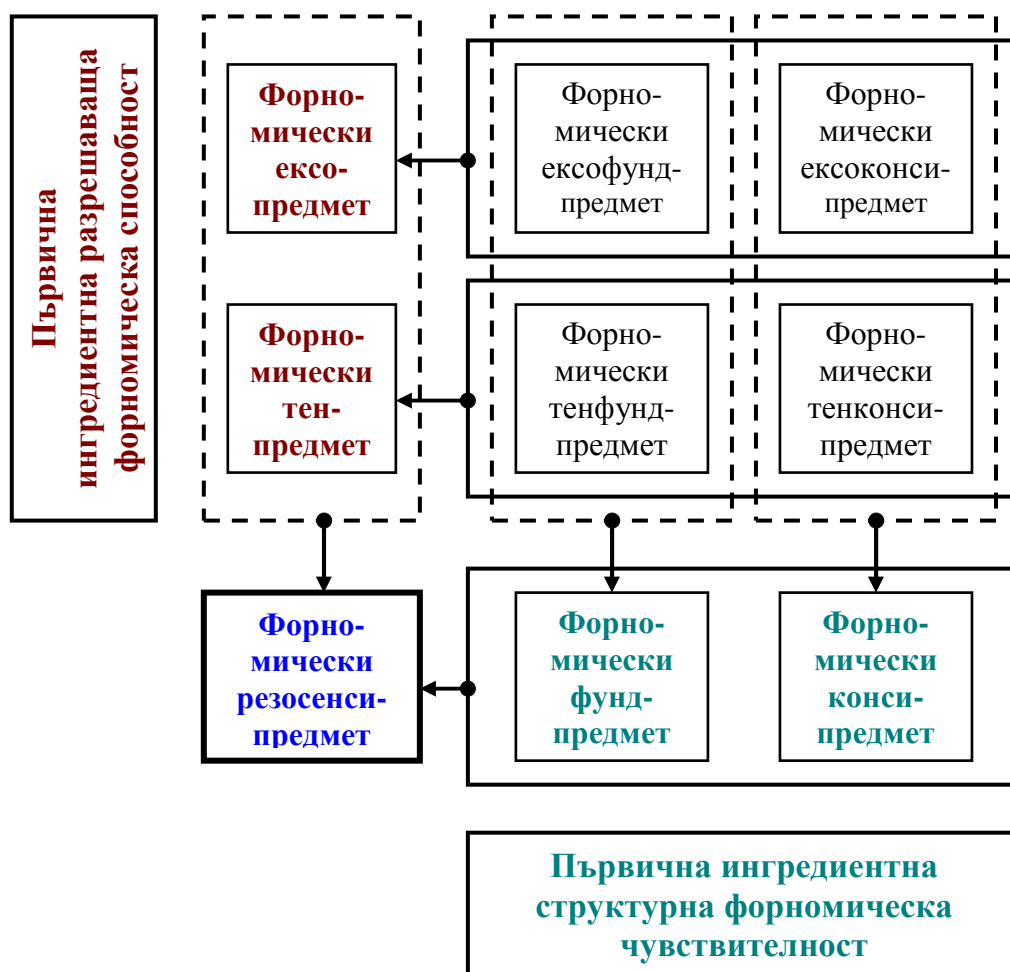 Първична
ингредиентна разрешаваща
форномическа способност
Форно-
мически
ексо-
предмет
Форно-
мически
ексофунд-
предмет
Форно-
мически
ексоконси-
предмет
Форно-
мически
тен-
предмет
Форно-
мически
тенфунд-
предмет
Форно-
мически
тенконси-
предмет
Форно-
мически
резосенси-
предмет
Форно-
мически
фунд-
предмет
Форно-
мически
конси-
предмет
Първична ингредиентна
структурна форномическа
чувствителност